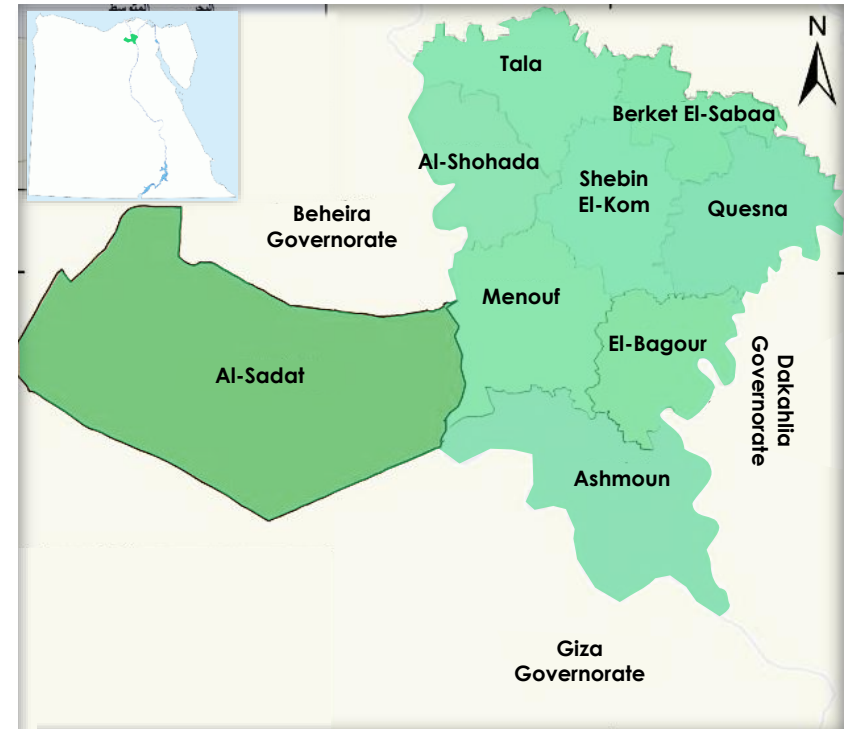 N
Tala
Berket El-Sabaa
Al-Shohada
Shebin
El-Kom
Quesna
Beheira
Governorate
Menouf
El-Bagour
Al-Sadat
Dakahlia
Governorate
Ashmoun
Giza
Governorate